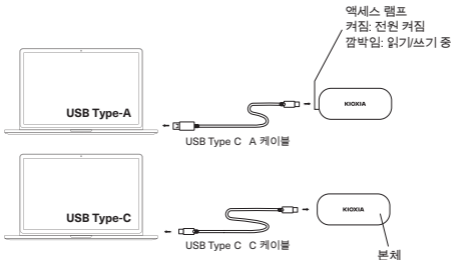 액세스 램프
켜짐: 전원 켜짐
깜박임: 읽기/쓰기 중
KIOXIA
USB Type-A
USB Type C A 케이블
KIOXIA
USB Type-C
USB Type C C 케이블
본체